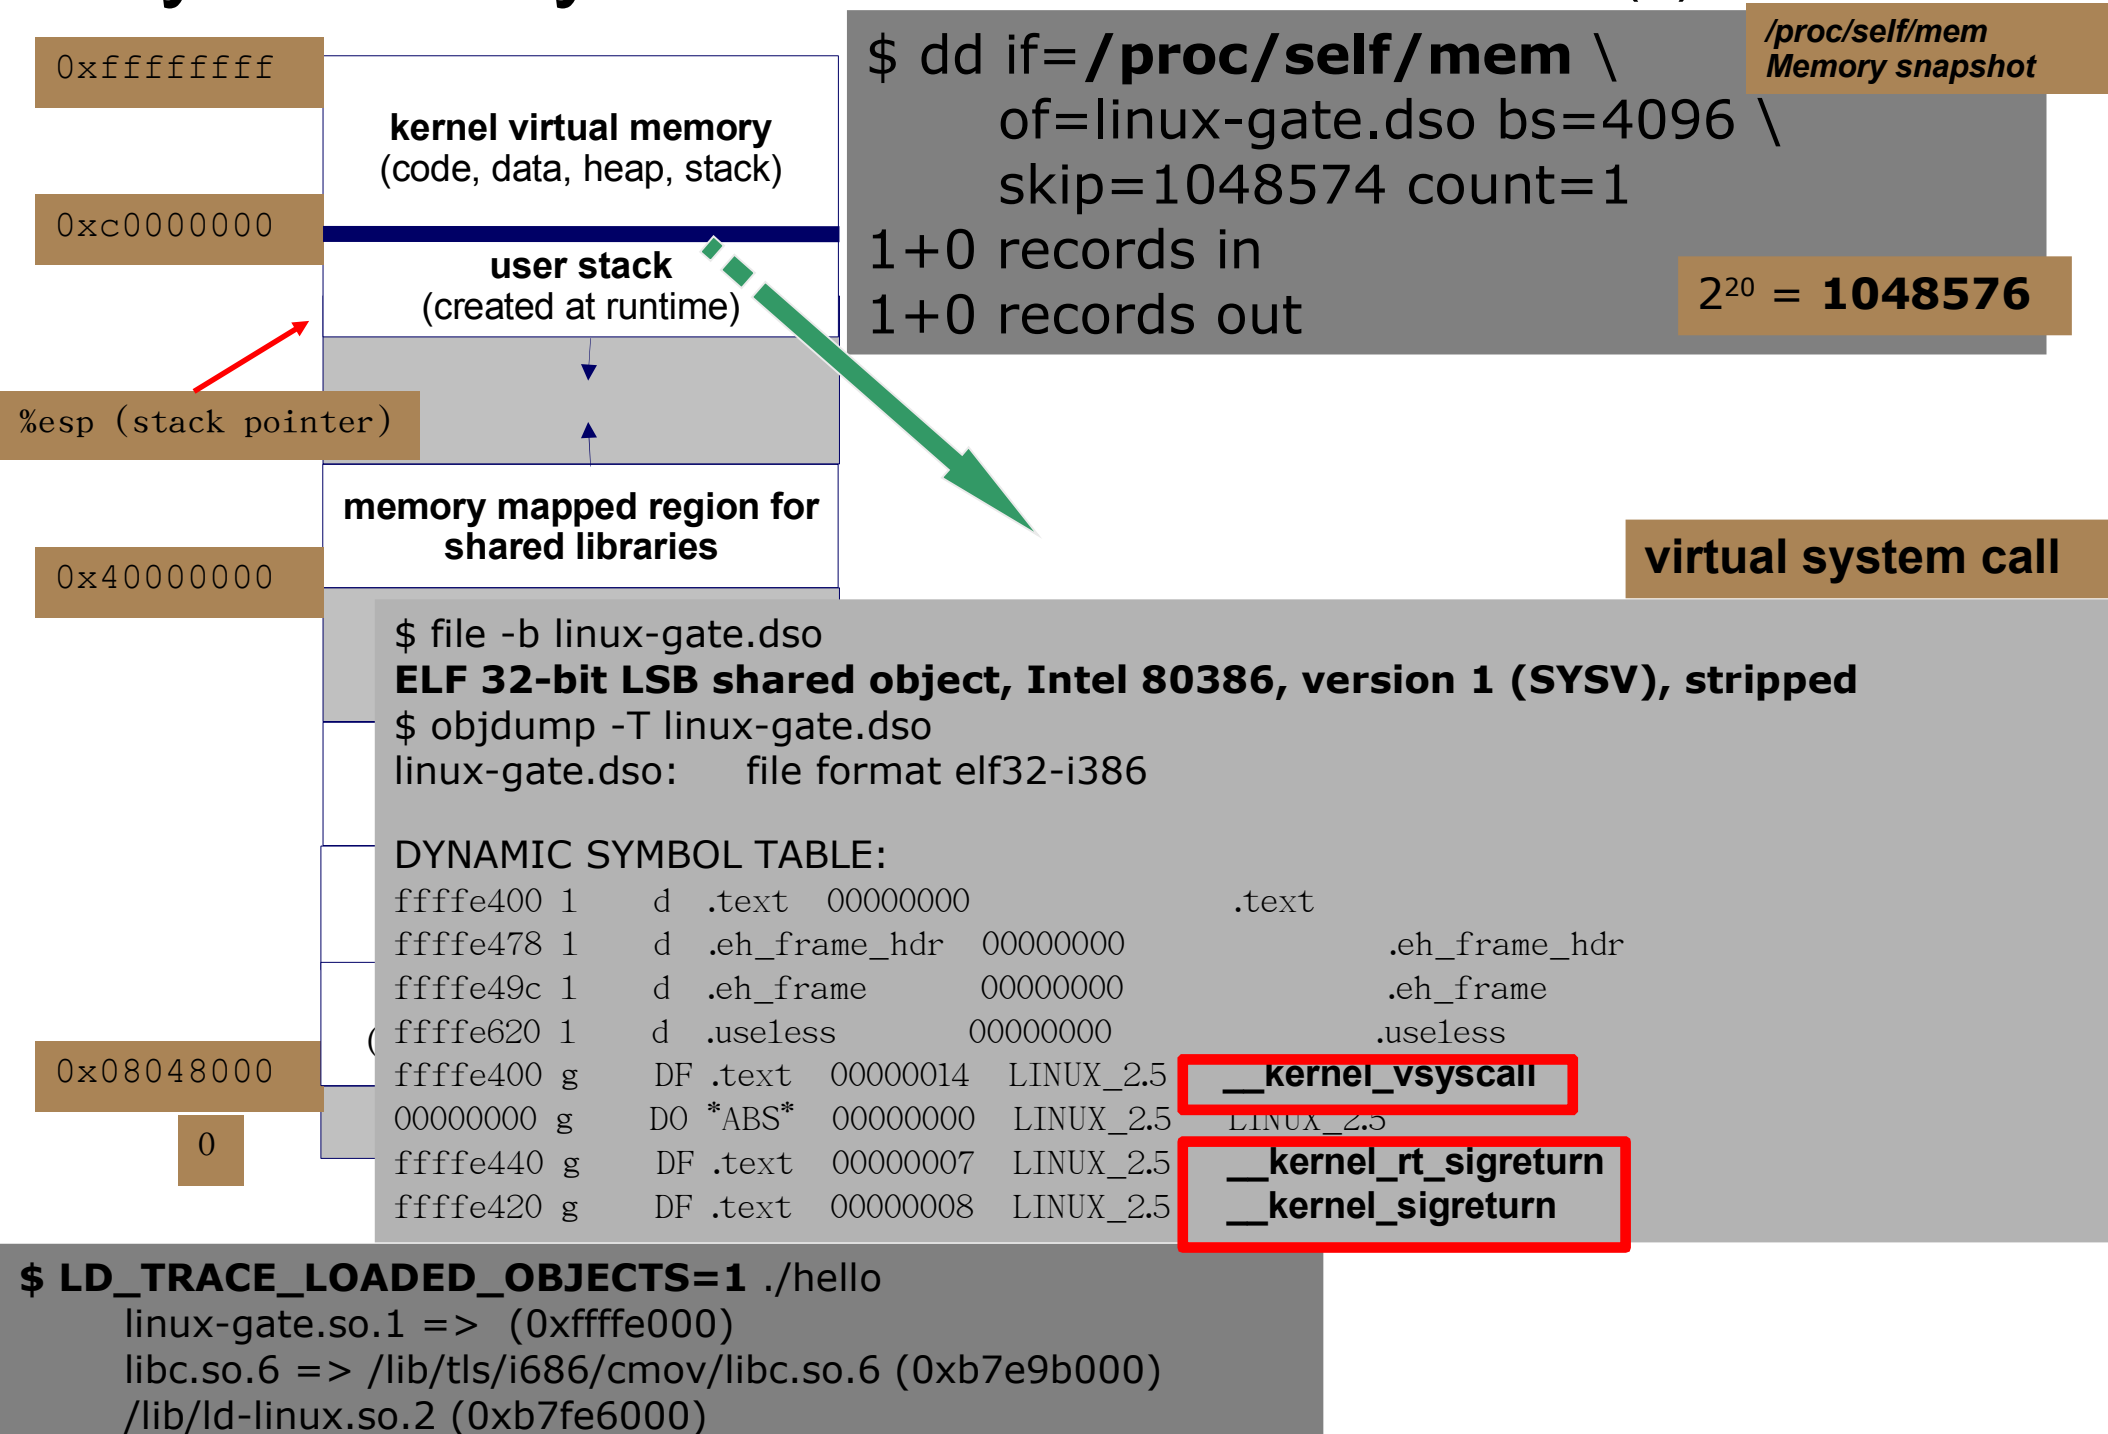 0xffffffff
kernel virtual memory
(code, data, heap, stack)
0xc0000000
user stack
(created at runtime)
%esp (stack pointer)
memory mapped region for
shared libraries
0x40000000
0x08048000
0
$ dd if=/proc/self/mem \
of=linux-gate.dso bs=4096 \
skip=1048574 count=1
1+0 records in
1+0 records out
/proc/self/mem
Memory snapshot
2²⁰ = 1048576
virtual system call
$ file -b linux-gate.dso
ELF 32-bit LSB shared object, Intel 80386, version 1 (SYSV), stripped
$ objdump -T linux-gate.dso
linux-gate.dso: file format elf32-i386
DYNAMIC SYMBOL TABLE:
ffffe400 l d .text 00000000 .text
ffffe478 l d .eh_frame_hdr 00000000 .eh_frame_hdr
ffffe49c l d .eh_frame 00000000 .eh_frame
ffffe620 l d .useless 00000000 .useless
ffffe400 g DF .text 00000014 LINUX_2.5 __kernel_vsyscall
00000000 g DO *ABS* 00000000 LINUX_2.5 LINUX_2.5
ffffe440 g DF .text 00000007 LINUX_2.5 __kernel_rt_sigreturn
ffffe420 g DF .text 00000008 LINUX_2.5 __kernel_sigreturn
$ LD_TRACE_LOADED_OBJECTS=1 ./hello
linux-gate.so.1 => (0xffffe000)
libc.so.6 => /lib/tls/i686/cmov/libc.so.6 (0xb7e9b000)
/lib/ld-linux.so.2 (0xb7fe6000)